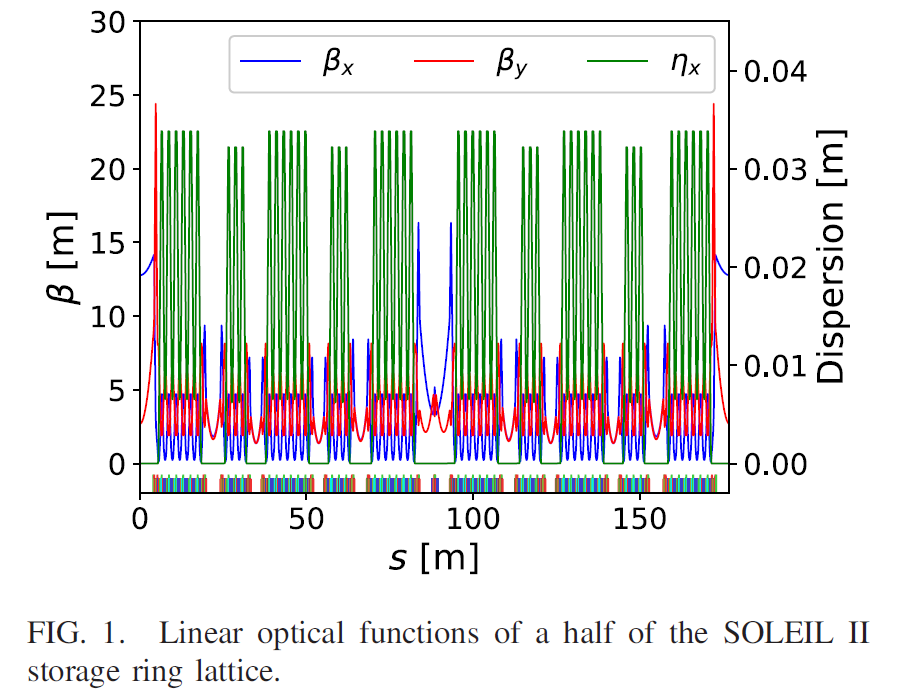 30
25
20
15
10
5
0
β [m]
βx
βy
ηx
0.04
0.03
0.02
0.01
0.00
Dispersion [m]
0 50 100 150
s [m]
FIG. 1. Linear optical functions of a half of the SOLEIL II
storage ring lattice.